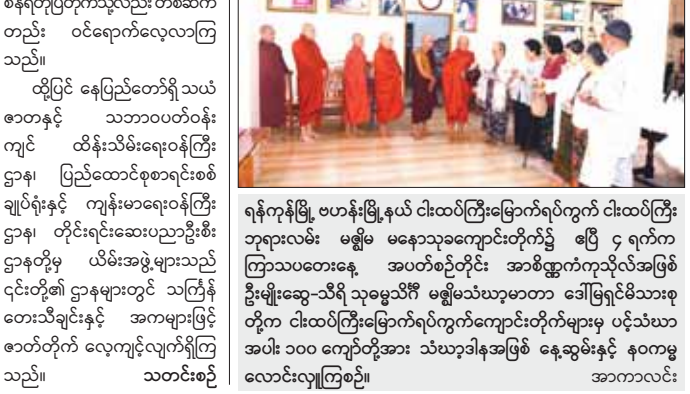 စန်ရတုပြတိုက်သို့လည်း တစ်ဆက်
တည်း ဝင်ရောက်လေ့လာကြ
သည်။
ထို့ပြင် နေပြည်တော်ရှိ သယံ
ဇာတနှင့် သဘာဝပတ်ဝန်း
ကျင် ထိန်းသိမ်းရေးဝန်ကြီး
ဌာန၊ ပြည်ထောင်စုစာရင်းစစ်
ချုပ်ရုံးနှင့် ကျန်းမာရေးဝန်ကြီး
ဌာန၊ တိုင်းရင်းဆေးပညာဦးစီး
ဌာနတို့မှ ယိမ်းအဖွဲ့များသည်
၎င်းတို့၏ ဌာနများတွင် သင်္ကြန်
တေးသီချင်းနှင့် အကများဖြင့်
ဇာတ်တိုက် လေ့ကျင့်လျက်ရှိကြ
သည်။ သတင်းစဉ်
ရန်ကုန်မြို့ ဗဟန်းမြို့နယ် ငါးထပ်ကြီးမြောက်ရပ်ကွက် ငါးထပ်ကြီး
ဘုရားလမ်း မဇ္ဈိမ မနောသုခကျောင်းတိုက်၌ ဧပြီ ၄ ရက်က
ကြာသပတေးနေ့ အပတ်စဉ်တိုင်း အာစိဏ္ဏကံကုသိုလ်အဖြစ်
ဦးမျိုးဆွေ-သီရိ သုဓမ္မသိင်္ဂီ မဇ္ဈိမသံဃာ့မာတာ ဒေါ်မြရှင်မိသားစု
တို့က ငါးထပ်ကြီးမြောက်ရပ်ကွက်ကျောင်းတိုက်များမှ ပင့်သံဃာ
အပါး ၁၀၀ ကျော်တို့အား သံဃာ့ဒါနအဖြစ် နေ့ဆွမ်းနှင့် နဝကမ္မ
လောင်းလှူကြစဉ်။ အာကာလင်း